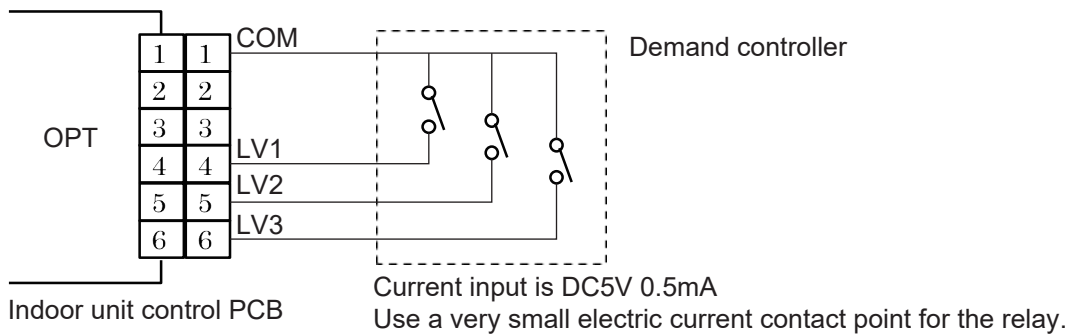 COM
Demand controller
1 1
2 2
3 3
OPT
4 4
LV1
5 5
LV2
6 6
LV3
Indoor unit control PCB
Current input is DC5V 0.5mA
Use a very small electric current contact point for the relay.